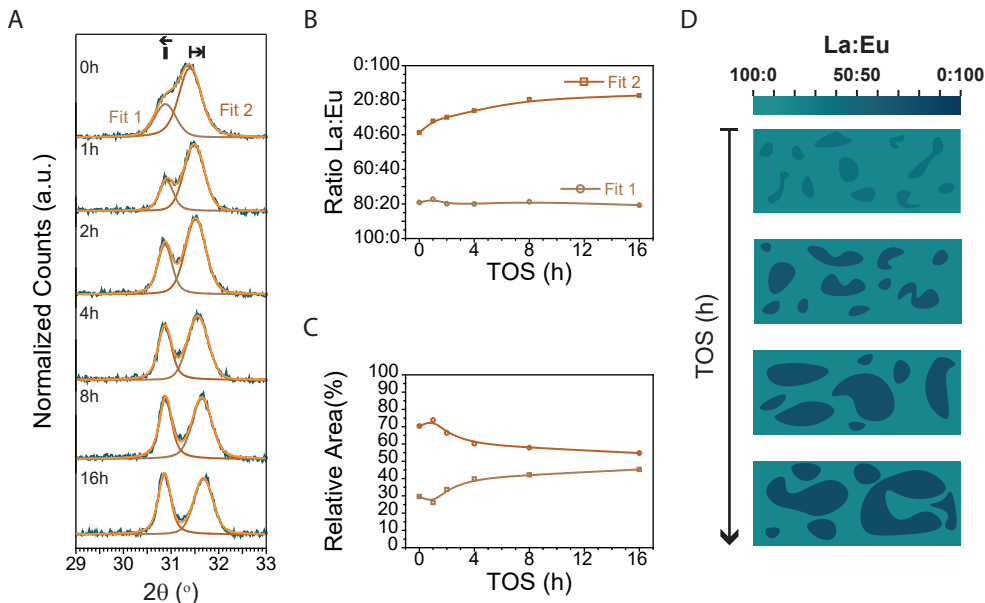 A
0h
Fit 1
Fit 2
1h
2h
4h
8h
16h
Normalized Counts (a.u.)
29 30 31 32 33
2θ (°)
B
0:100
20:80
40:60
60:40
80:20
100:0
Ratio La:Eu
Fit 2
Fit 1
0 4 8 12 16
TOS (h)
C
100
90
80
70
60
50
40
30
20
10
0
Relative Area(%)
0 4 8 12 16
TOS (h)
D
La:Eu
100:0 50:50 0:100
TOS (h)